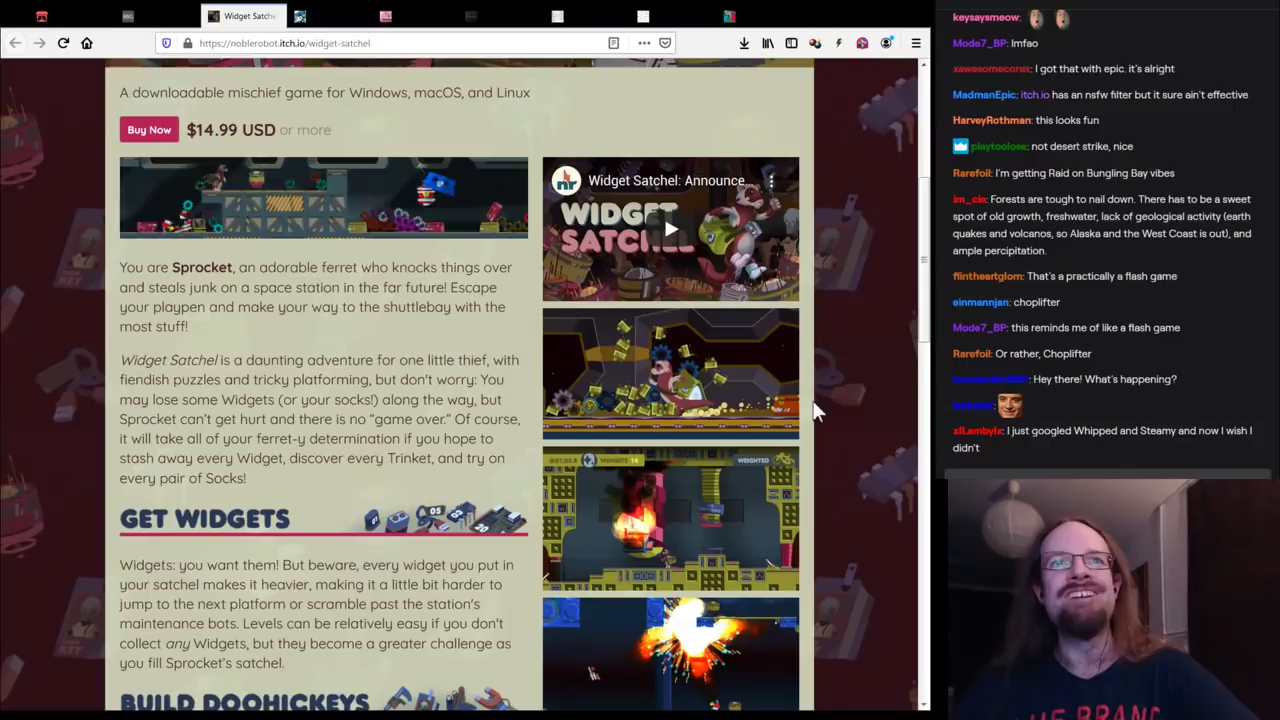 Widget Satche
https://noblerobot.itch.io/widget-satchel
A downloadable mischief game for Windows, macOS, and Linux
Buy Now $14.99 USD or more
You are Sprocket, an adorable ferret who knocks things over
and steals junk on a space station in the far future! Escape
your playpen and make your way to the shuttlebay with the
most stuff!
Widget Satchel is a daunting adventure for one little thief, with
fiendish puzzles and tricky platforming, but don't worry: You
may lose some Widgets (or your socks!) along the way, but
Sprocket can't get hurt and there is no “game over.” Of course,
it will take all of your ferret-y determination if you hope to
stash away every Widget, discover every Trinket, and try on
every pair of Socks!
GET WIDGETS
05
20
Widgets: you want them! But beware, every widget you put in
your satchel makes it heavier, making it a little bit harder to
jump to the next platform or scramble past the station's
maintenance bots. Levels can be relatively easy if you don't
collect any Widgets, but they become a greater challenge as
you fill Sprocket's satchel.
BUILD DOOHICKEYS
Widget Satchel: Announce...
WIDGET
SATCHEL
WIDGETS 19
WEIGHTED
keysaysmeow:
Mode7_BP: lmfao
I got that with epic. it's alright
MadmanEpic: itch.io has an nsfw filter but it sure ain't effective
HarveyRothman: this looks fun
playtoolose: not desert strike, nice
Rarefoil: I'm getting Raid on Bungling Bay vibes
im_cia: Forests are tough to nail down. There has to be a sweet
spot of old growth, freshwater, lack of geological activity (earth
quakes and volcanos, so Alaska and the West Coast is out), and
ample percipitation.
flintheartglom: That's a practically a flash game
einmannjan: choplifter
Mode7_BP: this reminds me of like a flash game
Rarefoil: Or rather, Choplifter
Hey there! What's happening?
xILambylx: I just googled Whipped and Steamy and now I wish I
didn't